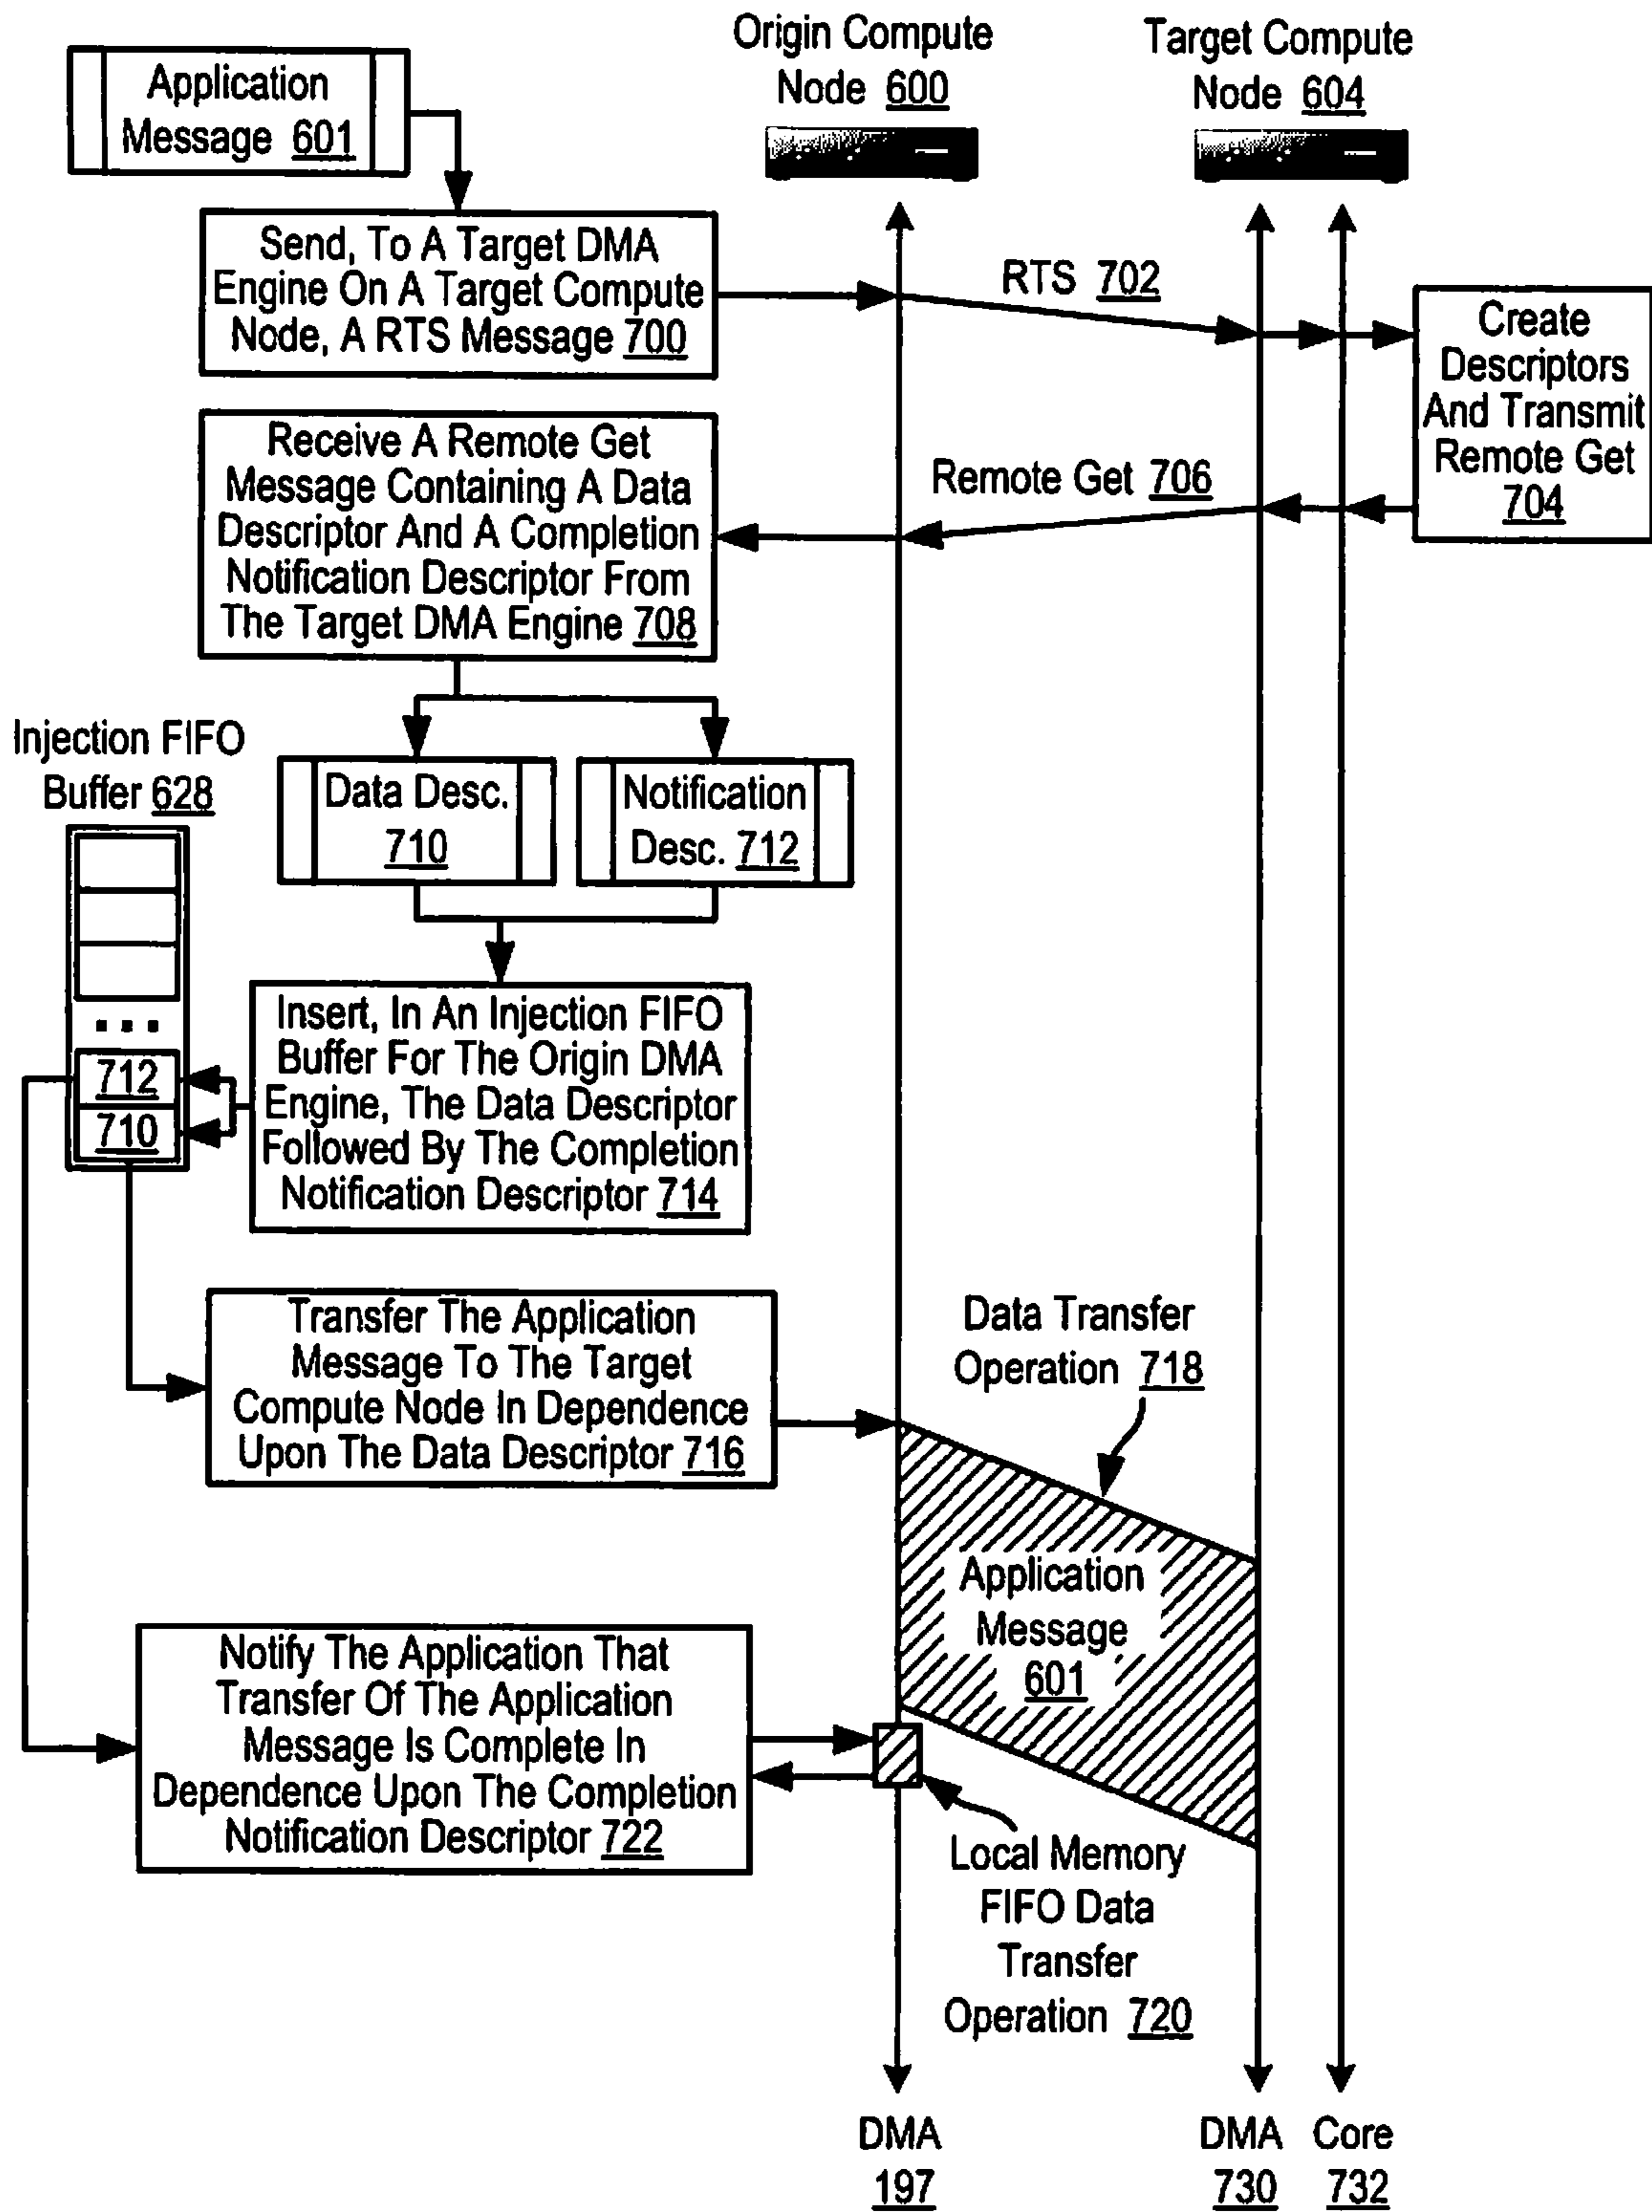 Origin Compute
Node 600
Target Compute
Node 604
Application
Message 601
Send, To A Target DMA
Engine On A Target Compute
Node, A RTS Message 700
RTS 702
Create
Descriptors
And Transmit
Remote Get
704
Receive A Remote Get
Message Containing A Data
Descriptor And A Completion
Notification Descriptor From
The Target DMA Engine 708
Remote Get 706
Injection FIFO
Buffer 628
Data Desc.
710
Notification
Desc. 712
...
712
710
Insert, In An Injection FIFO
Buffer For The Origin DMA
Engine, The Data Descriptor
Followed By The Completion
Notification Descriptor 714
Transfer The Application
Message To The Target
Compute Node In Dependence
Upon The Data Descriptor 716
Data Transfer
Operation 718
Application
Message
601
Notify The Application That
Transfer Of The Application
Message Is Complete In
Dependence Upon The Completion
Notification Descriptor 722
Local Memory
FIFO Data
Transfer
Operation 720
DMA
197
DMA
730
Core
732